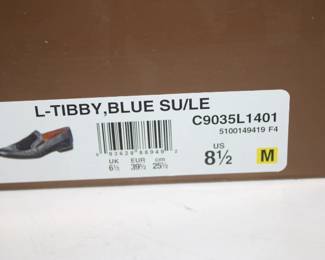 L-TIBBY,BLUE SU/LE
C9035L1401
5100149419 F4
UK EUR cm
6½ 39½ 25½
US
8½ M